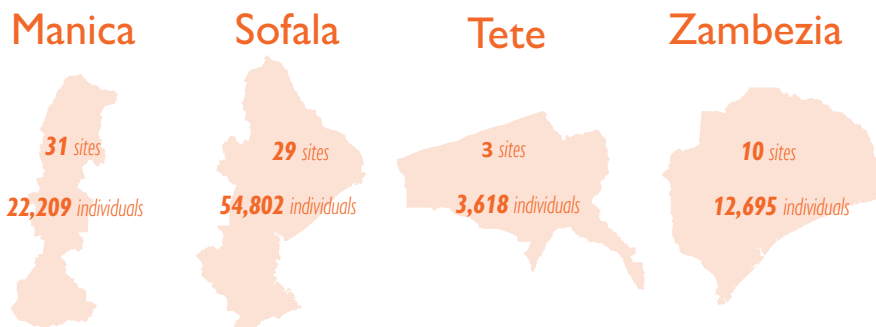 Manica
31 sites
22,209 individuals
Sofala
29 sites
54,802 individuals
Tete
3 sites
3,618 individuals
Zambezia
10 sites
12,695 individuals